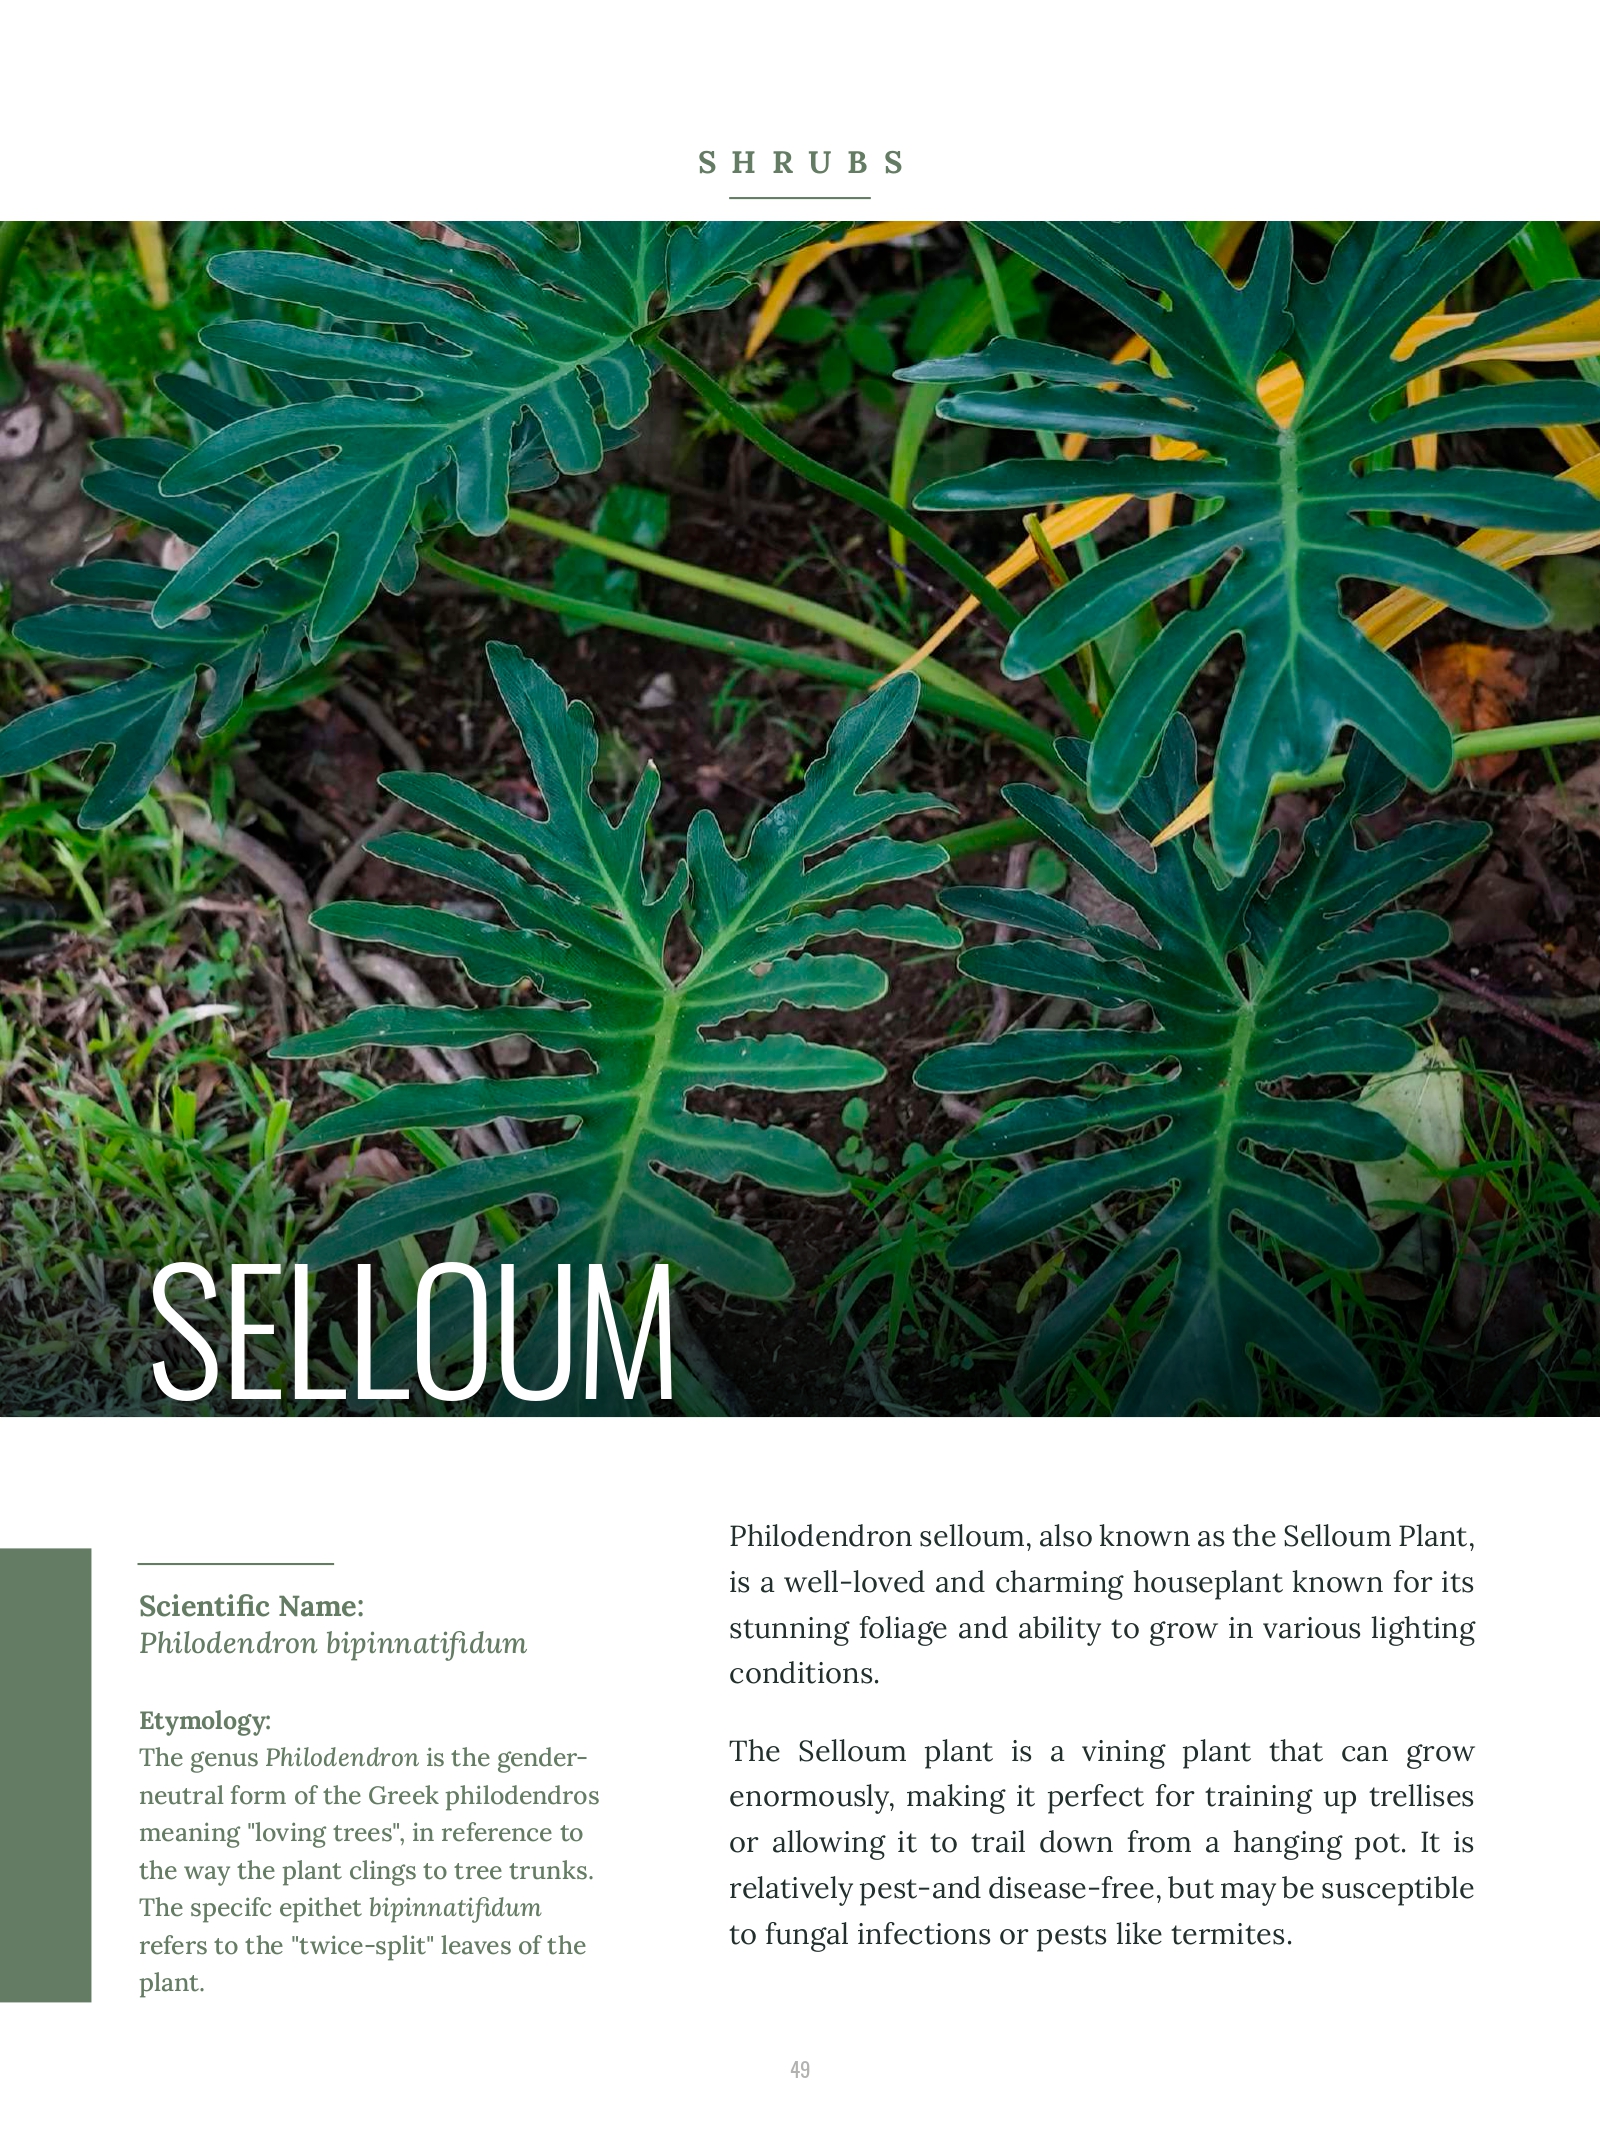 SHRUBS
SELLOUM
Scientific Name:
Philodendron bipinnatifidum
Etymology:
The genus Philodendron is the gender-
neutral form of the Greek philodendros
meaning "loving trees", in reference to
the way the plant clings to tree trunks.
The specifc epithet bipinnatifidum
refers to the "twice-split" leaves of the
plant.
Philodendron selloum, also known as the Selloum Plant,
is a well-loved and charming houseplant known for its
stunning foliage and ability to grow in various lighting
conditions.
The Selloum plant is a vining plant that can grow
enormously, making it perfect for training up trellises
or allowing it to trail down from a hanging pot. It is
relatively pest-and disease-free, but may be susceptible
to fungal infections or pests like termites.
49